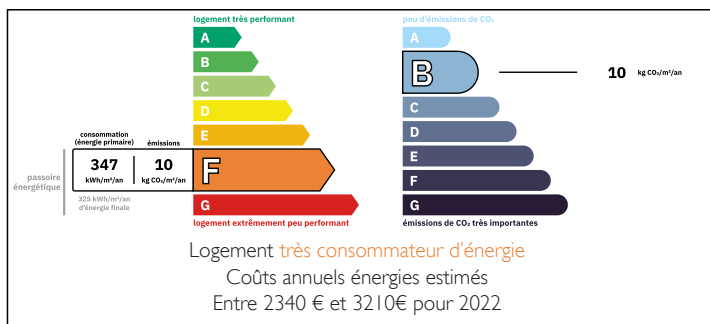 logement très performant
A
B
C
D
E
consommation
(énergie primaire)
émissions
347
kWh/m²/an
10
kg CO₂/m²/an
F
passoire
énergétique
325 kWh/m²/an
d'énergie finale
G
logement extrêmement peu performant
peu d'émissions de CO₂
A
B
10
kg CO₂/m²/an
C
D
E
F
G
émissions de CO₂ très importantes
Logement très consommateur d'énergie
Coûts annuels énergies estimés
Entre 2340 € et 3210€ pour 2022